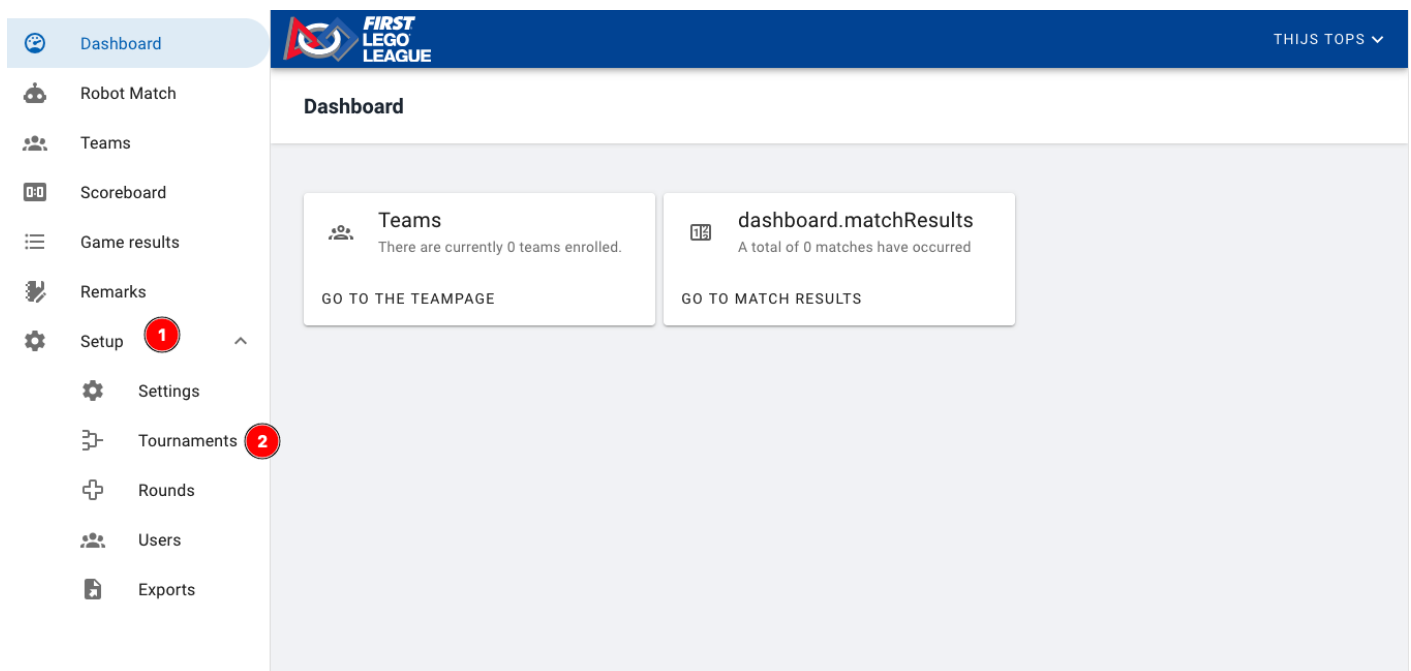 Dashboard
Robot Match
Teams
Scoreboard
Game results
Remarks
Setup 1
Settings
Tournaments 2
Rounds
Users
Exports
FIRST
LEGO
LEAGUE
THIJS TOPS
Dashboard
Teams
There are currently 0 teams enrolled.
GO TO THE TEAMPAGE
dashboard.matchResults
A total of 0 matches have occurred
GO TO MATCH RESULTS